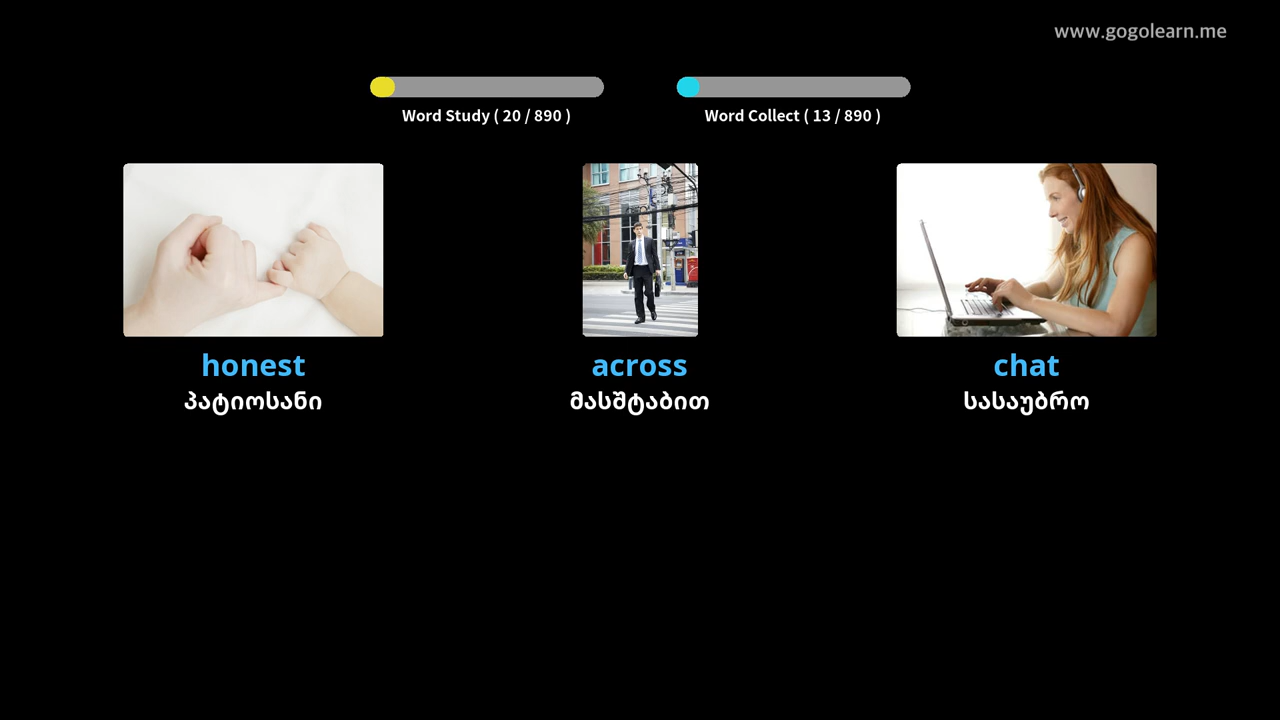 www.gogolearn.me
Word Study ( 20 / 890 )
Word Collect ( 13 / 890 )
honest
across
chat
პატიოსანი
მასშტაბით
სასაუბრო